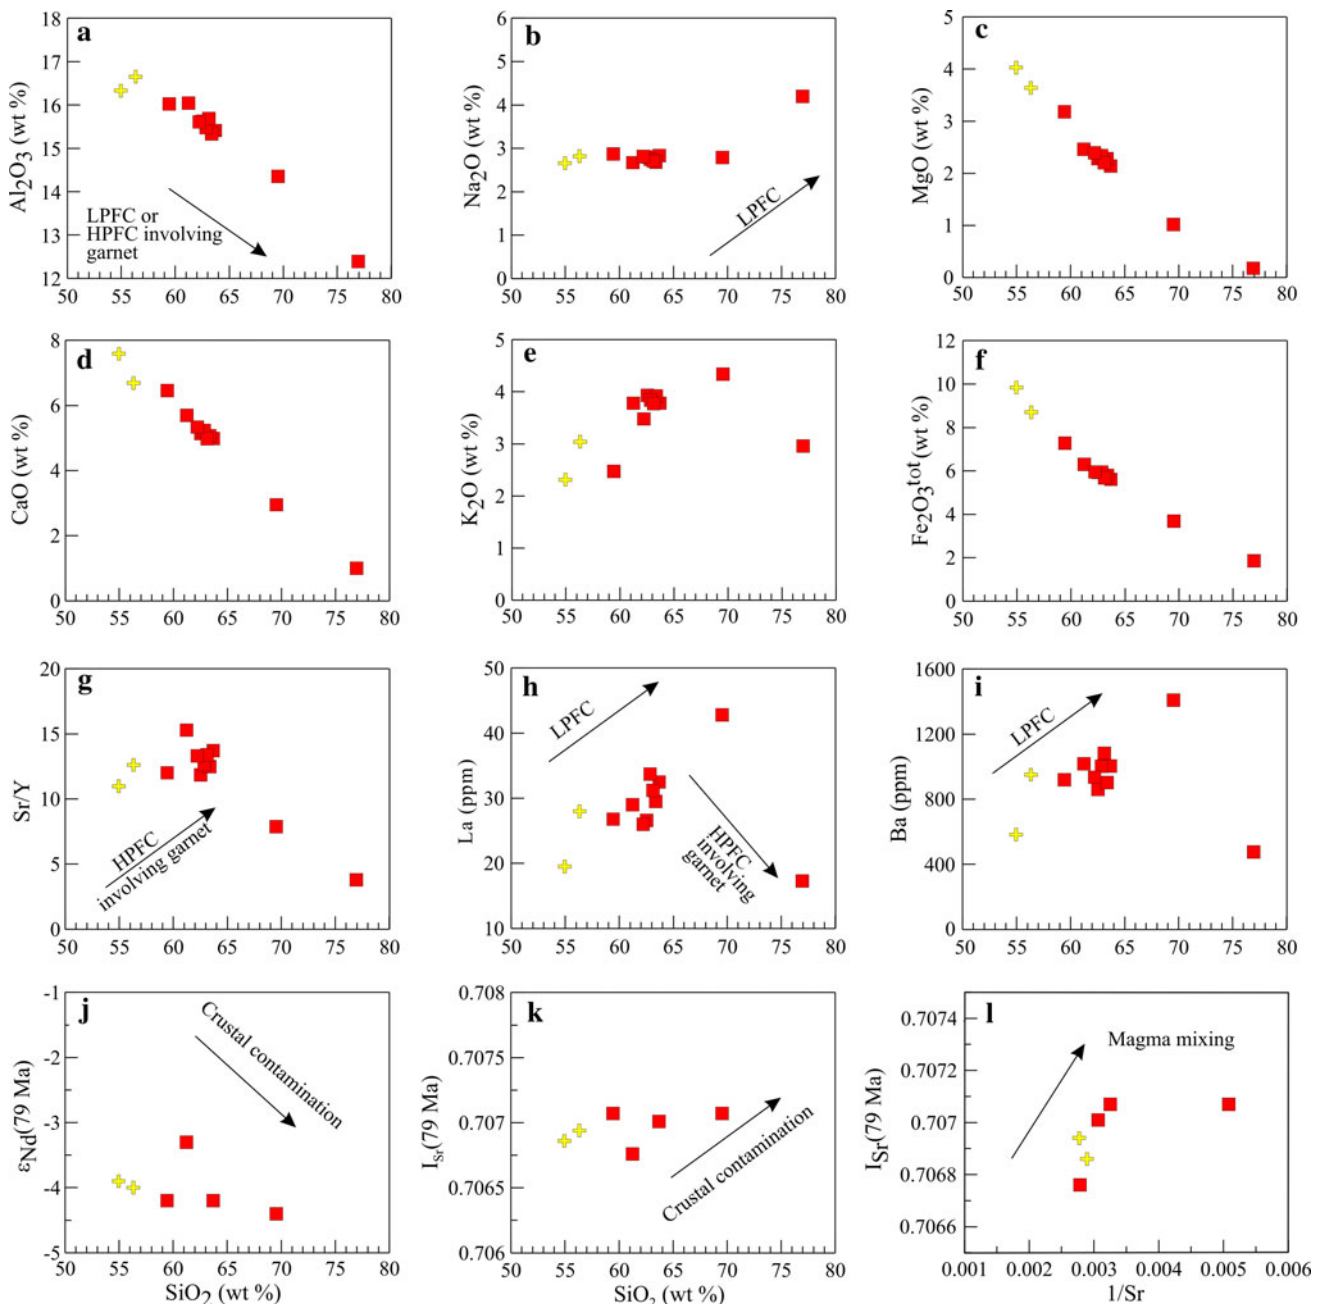 a
Al2O3 (wt %)
18
17
16
15
14
13
12
LPFC or
HPFC involving
garnet
50 55 60 65 70 75 80
b
Na2O (wt %)
6
5
4
3
2
1
0
LPFC
50 55 60 65 70 75 80
c
MgO (wt %)
5
4
3
2
1
0
50 55 60 65 70 75 80
d
CaO (wt %)
8
6
4
2
0
50 55 60 65 70 75 80
e
K2O (wt %)
5
4
3
2
1
0
50 55 60 65 70 75 80
f
Fe2O3tot (wt %)
12
10
8
6
4
2
0
50 55 60 65 70 75 80
g
Sr/Y
20
15
10
5
0
HPFC
involving garnet
50 55 60 65 70 75 80
h
La (ppm)
50
40
30
20
10
LPFC
HPFC
involving
garnet
50 55 60 65 70 75 80
i
Ba (ppm)
1600
1200
800
400
0
LPFC
50 55 60 65 70 75 80
j
εNd(79 Ma)
-1
-2
-3
-4
-5
Crustal contamination
50 55 60 65 70 75 80
SiO2 (wt %)
k
ISr(79 Ma)
0.708
0.7075
0.707
0.7065
0.706
Crustal contamination
50 55 60 65 70 75 80
SiO2 (wt %)
l
ISr(79 Ma)
0.7074
0.7072
0.707
0.7068
0.7066
Magma mixing
0.001 0.002 0.003 0.004 0.005 0.006
1/Sr